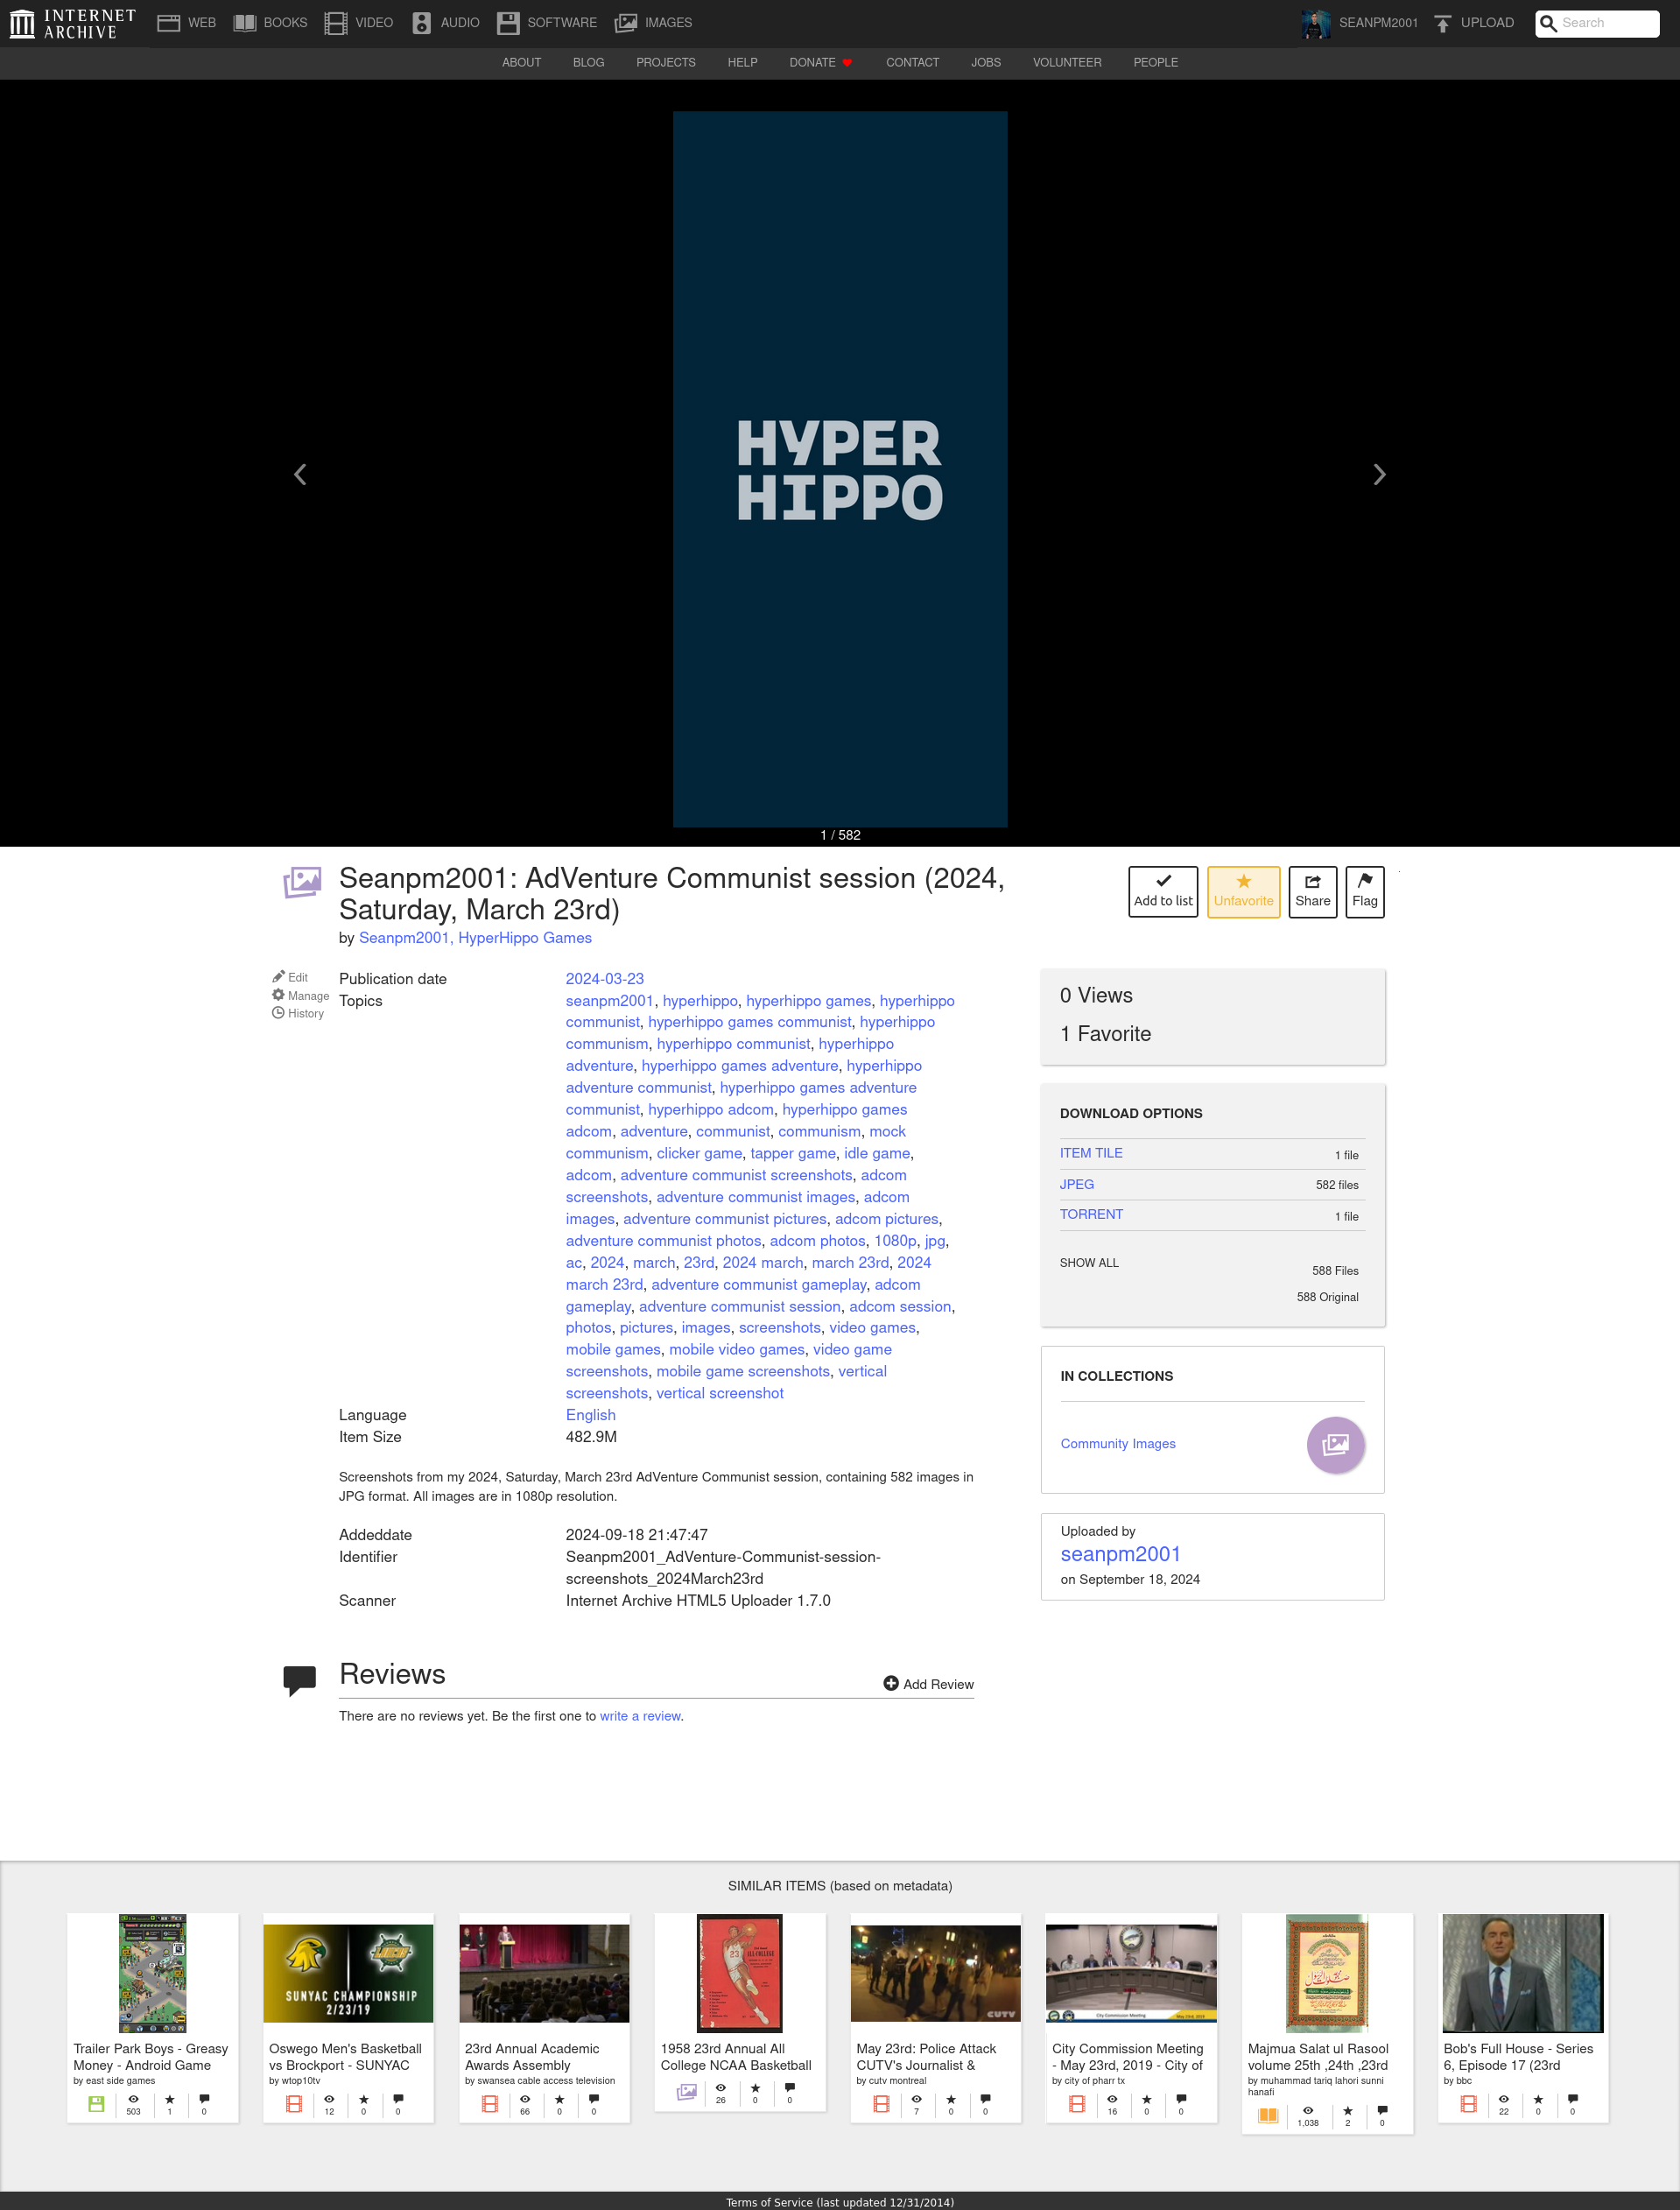 INTERNET ARCHIVE
WEB BOOKS VIDEO AUDIO SOFTWARE IMAGES SEANPM2001 UPLOAD Search
ABOUT BLOG PROJECTS HELP DONATE CONTACT JOBS VOLUNTEER PEOPLE
HYPER
HIPPO
1 / 582
Seanpm2001: AdVenture Communist session (2024,
Saturday, March 23rd)
by Seanpm2001, HyperHippo Games
Add to list Unfavorite Share Flag
Edit
Manage
History
Publication date 2024-03-23
Topics seanpm2001, hyperhippo, hyperhippo games, hyperhippo
communist, hyperhippo games communist, hyperhippo
communism, hyperhippo communist, hyperhippo
adventure, hyperhippo games adventure, hyperhippo
adventure communist, hyperhippo games adventure
communist, hyperhippo adcom, hyperhippo games
adcom, adventure, communist, communism, mock
communism, clicker game, tapper game, idle game,
adcom, adventure communist screenshots, adcom
screenshots, adventure communist images, adcom
images, adventure communist pictures, adcom pictures,
adventure communist photos, adcom photos, 1080p, jpg,
ac, 2024, march, 23rd, 2024 march, march 23rd, 2024
march 23rd, adventure communist gameplay, adcom
gameplay, adventure communist session, adcom session,
photos, pictures, images, screenshots, video games,
mobile games, mobile video games, video game
screenshots, mobile game screenshots, vertical
screenshots, vertical screenshot
Language English
Item Size 482.9M
Screenshots from my 2024, Saturday, March 23rd AdVenture Communist session, containing 582 images in
JPG format. All images are in 1080p resolution.
Addeddate 2024-09-18 21:47:47
Identifier Seanpm2001_AdVenture-Communist-session-
screenshots_2024March23rd
Scanner Internet Archive HTML5 Uploader 1.7.0
0 Views
1 Favorite
DOWNLOAD OPTIONS
ITEM TILE 1 file
JPEG 582 files
TORRENT 1 file
SHOW ALL
588 Files
588 Original
IN COLLECTIONS
Community Images
Uploaded by
seanpm2001
on September 18, 2024
Reviews
Add Review
There are no reviews yet. Be the first one to write a review.
SIMILAR ITEMS (based on metadata)
Trailer Park Boys - Greasy
Money - Android Game
by east side games
503 1 0
SUNYAC CHAMPIONSHIP
2/23/19
Oswego Men's Basketball
vs Brockport - SUNYAC
by wtop10tv
12 0 0
23rd Annual Academic
Awards Assembly
by swansea cable access television
66 0 0
23
ALL-COLLEGE
1958 23rd Annual All
College NCAA Basketball
26 0 0
CUTV
May 23rd: Police Attack
CUTV's Journalist &
by cutv montreal
7 0 0
City Commission Meeting
May 23rd, 2019
City Commission Meeting
- May 23rd, 2019 - City of
by city of pharr tx
16 0 0
Majmua Salat ul Rasool
volume 25th ,24th ,23rd
by muhammad tariq lahori sunni
hanafi
1,038 2 0
Bob's Full House - Series
6, Episode 17 (23rd
by bbc
22 0 0
Terms of Service (last updated 12/31/2014)